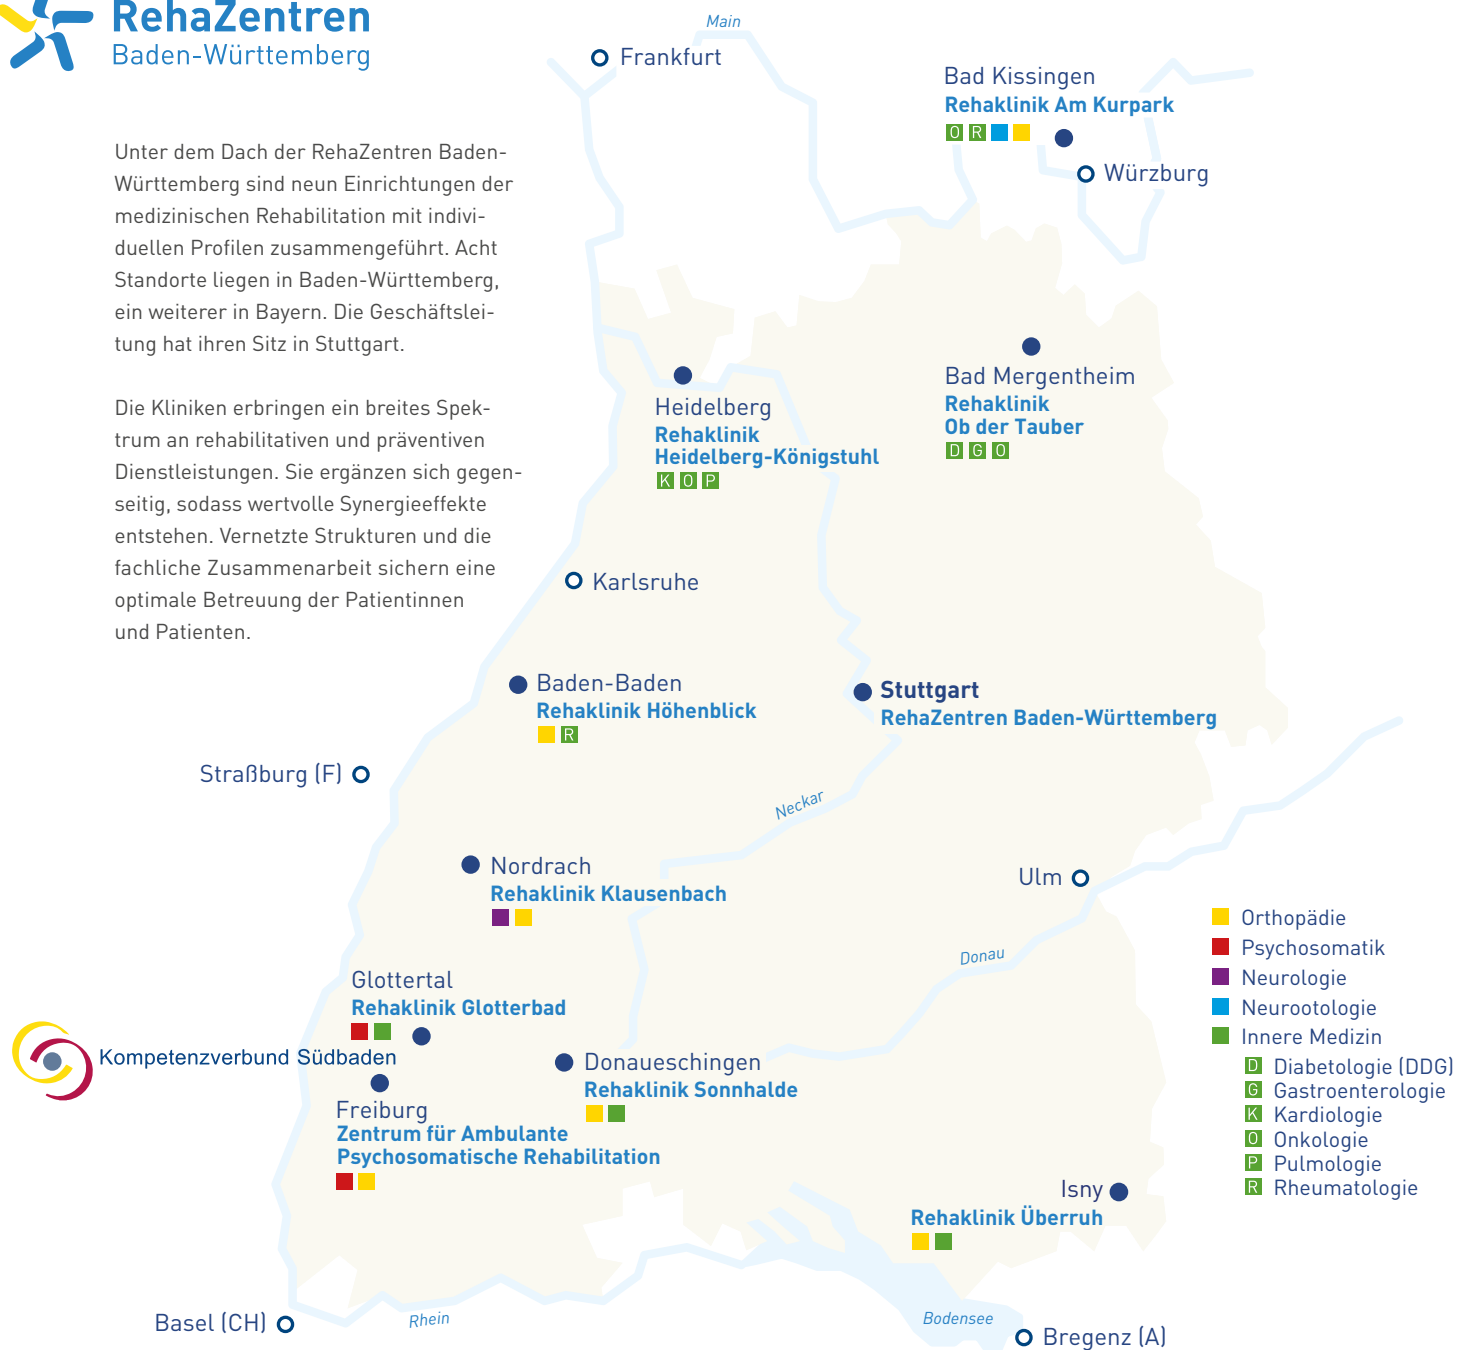 RehaZentren
Baden-Württemberg
Unter dem Dach der RehaZentren Baden-
Württemberg sind neun Einrichtungen der
medizinischen Rehabilitation mit indivi-
duellen Profilen zusammengeführt. Acht
Standorte liegen in Baden-Württemberg,
ein weiterer in Bayern. Die Geschäftslei-
tung hat ihren Sitz in Stuttgart.
Die Kliniken erbringen ein breites Spek-
trum an rehabilitativen und präventiven
Dienstleistungen. Sie ergänzen sich gegen-
seitig, sodass wertvolle Synergieeffekte
entstehen. Vernetzte Strukturen und die
fachliche Zusammenarbeit sichern eine
optimale Betreuung der Patientinnen
und Patienten.
Main
Frankfurt
Bad Kissingen
Rehaklinik Am Kurpark
O R
Würzburg
Heidelberg
Rehaklinik
Heidelberg-Königstuhl
K O P
Bad Mergentheim
Rehaklinik
Ob der Tauber
D G O
Karlsruhe
Baden-Baden
Rehaklinik Höhenblick
R
Stuttgart
RehaZentren Baden-Württemberg
Straßburg (F)
Neckar
Nordrach
Rehaklinik Klausenbach
Ulm
Donau
Glottertal
Rehaklinik Glotterbad
Kompetenzverbund Südbaden
Freiburg
Zentrum für Ambulante
Psychosomatische Rehabilitation
Donaueschingen
Rehaklinik Sonnhalde
Isny
Rehaklinik Überruh
Basel (CH)
Rhein
Bodensee
Bregenz (A)
Orthopädie
Psychosomatik
Neurologie
Neurootologie
Innere Medizin
D Diabetologie (DDG)
G Gastroenterologie
K Kardiologie
O Onkologie
P Pulmologie
R Rheumatologie